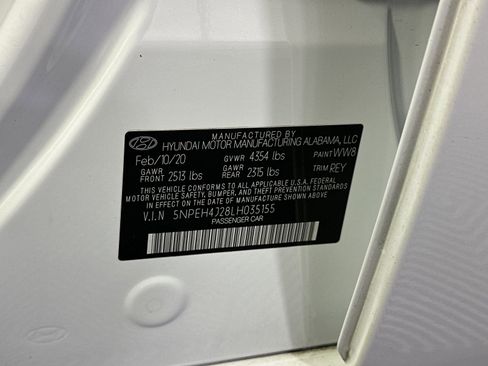 MANUFACTURED BY
HYUNDAI MOTOR MANUFACTURING ALABAMA, LLC
Feb/10/20 GVWR 4354 lbs PAINT WW8
GAWR FRONT 2513 lbs GAWR REAR 2315 lbs TRIM REY
THIS VEHICLE CONFORMS TO ALL APPLICABLE U.S.A. FEDERAL
MOTOR VEHICLE SAFETY, BUMPER, AND THEFT PREVENTION
STANDARDS IN EFFECT ON THE DATE OF MANUFACTURE SHOWN ABOVE.
V.I.N 5NPEH4J28LH035155
PASSENGER CAR